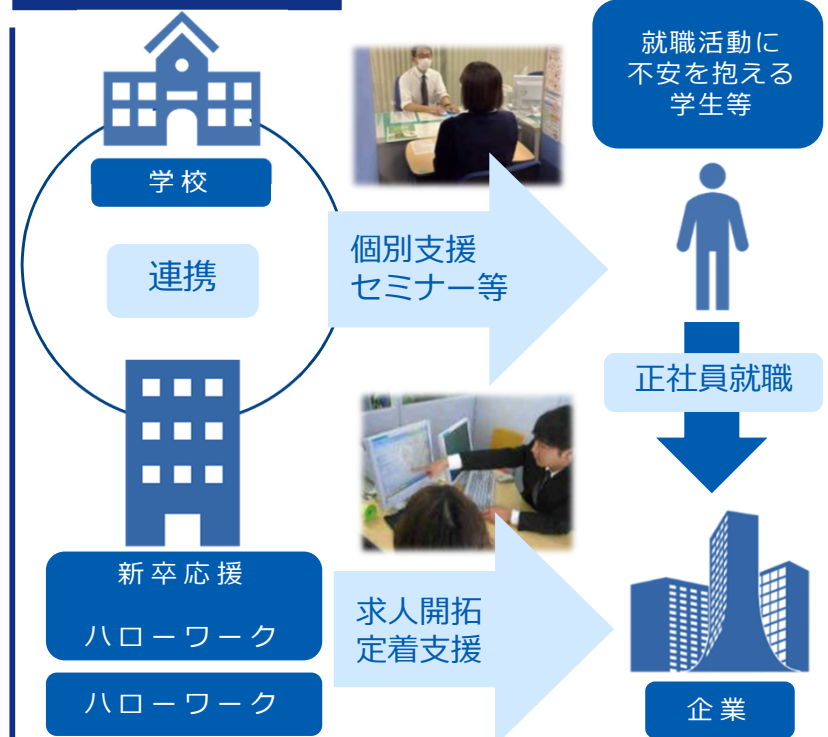 学校
連携
新卒応援
ハローワーク
ハローワーク
個別支援
セミナー等
求人開拓
定着支援
就職活動に
不安を抱える
学生等
正社員就職
企業